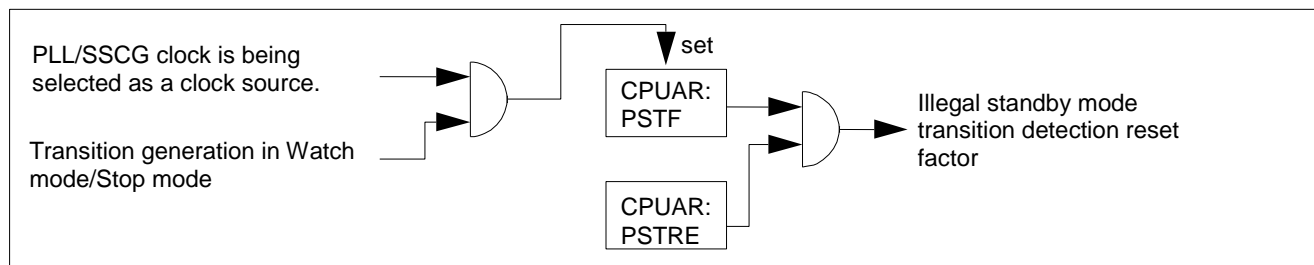 PLL/SSCG clock is being
selected as a clock source.
Transition generation in Watch
mode/Stop mode
set
CPUAR:
PSTF
CPUAR:
PSTRE
Illegal standby mode
transition detection reset
factor